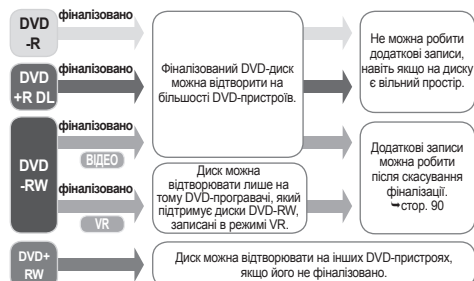 DVD
-R
фіналізовано
DVD
+R DL
фіналізовано
Фіналізований DVD-диск
можна відтворити на
більшості DVD-пристроїв.
Не можна робити
додаткові записи,
навіть якщо на диску
є вільний простір.
DVD
-RW
фіналізовано
ВІДЕО
фіналізовано
VR
Диск можна
відтворювати лише на
тому DVD-програвачі, який
підтримує диски DVD-RW,
записані в режимі VR.
Додаткові записи
можна робити
після скасування
фіналізації.
➥стор. 90
DVD+
RW
Диск можна відтворювати на інших DVD-пристроях,
якщо його не фіналізовано.